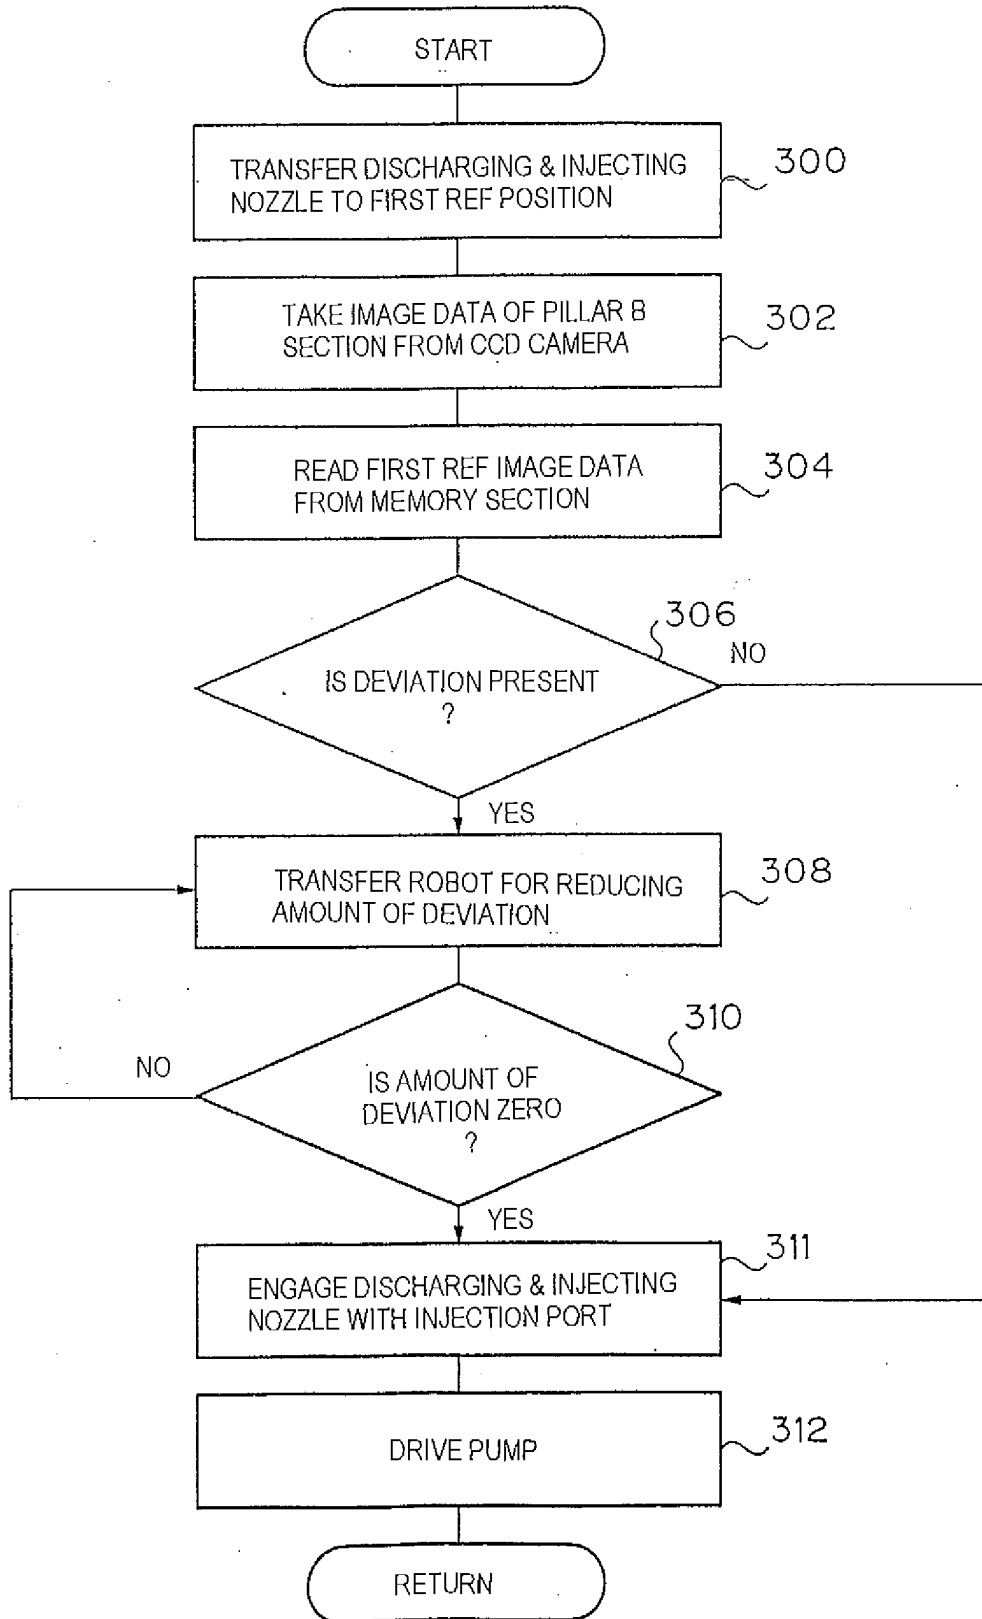 START
TRANSFER DISCHARGING & INJECTING
NOZZLE TO FIRST REF POSITION
300
TAKE IMAGE DATA OF PILLAR B
SECTION FROM CCD CAMERA
302
READ FIRST REF IMAGE DATA
FROM MEMORY SECTION
304
306
NO
IS DEVIATION PRESENT
?
YES
TRANSFER ROBOT FOR REDUCING
AMOUNT OF DEVIATION
308
310
NO
IS AMOUNT OF
DEVIATION ZERO
?
YES
311
ENGAGE DISCHARGING & INJECTING
NOZZLE WITH INJECTION PORT
DRIVE PUMP
312
RETURN